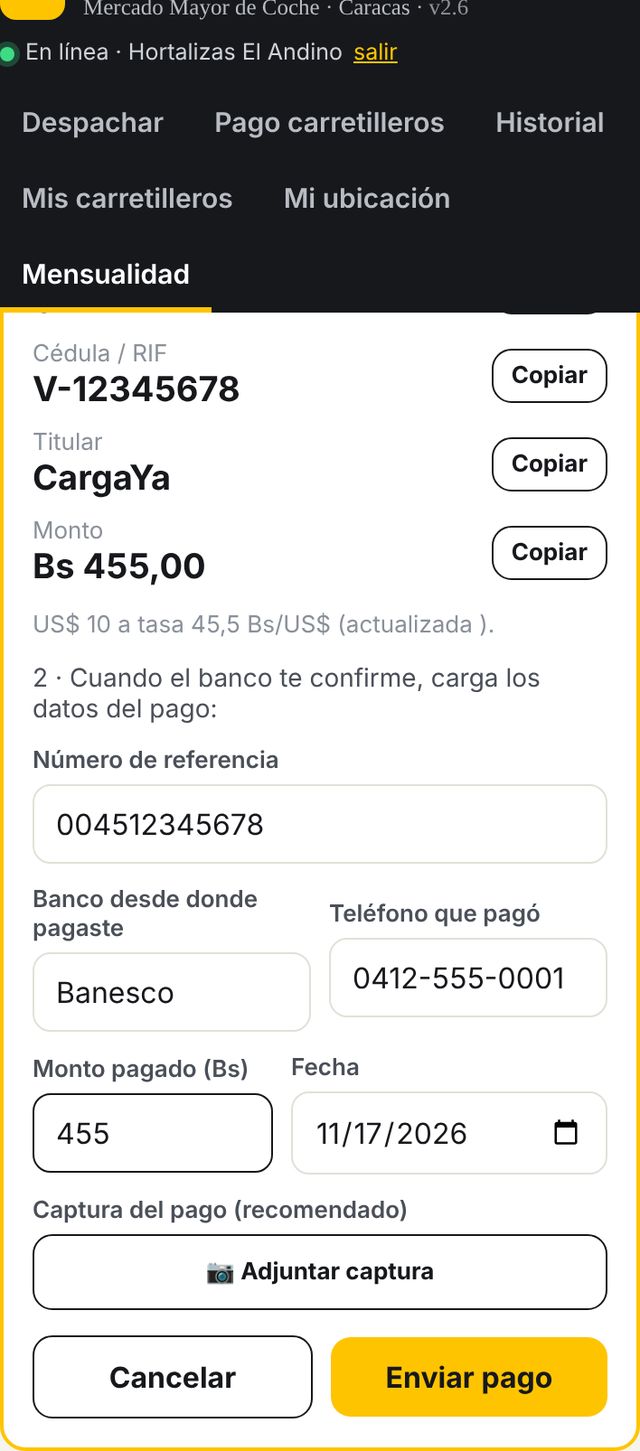 Mercado Mayor de Coche · Caracas · v2.6
En línea · Hortalizas El Andino salir
Despachar Pago carretilleros Historial
Mis carretilleros Mi ubicación
Mensualidad
Cédula / RIF
V-12345678
Copiar
Titular
CargaYa
Copiar
Monto
Bs 455,00
Copiar
US$ 10 a tasa 45,5 Bs/US$ (actualizada ).
2 · Cuando el banco te confirme, carga los
datos del pago:
Número de referencia
004512345678
Banco desde donde
pagaste
Banesco
Teléfono que pagó
0412-555-0001
Monto pagado (Bs)
455
Fecha
11/17/2026
Captura del pago (recomendado)
📷 Adjuntar captura
Cancelar
Enviar pago